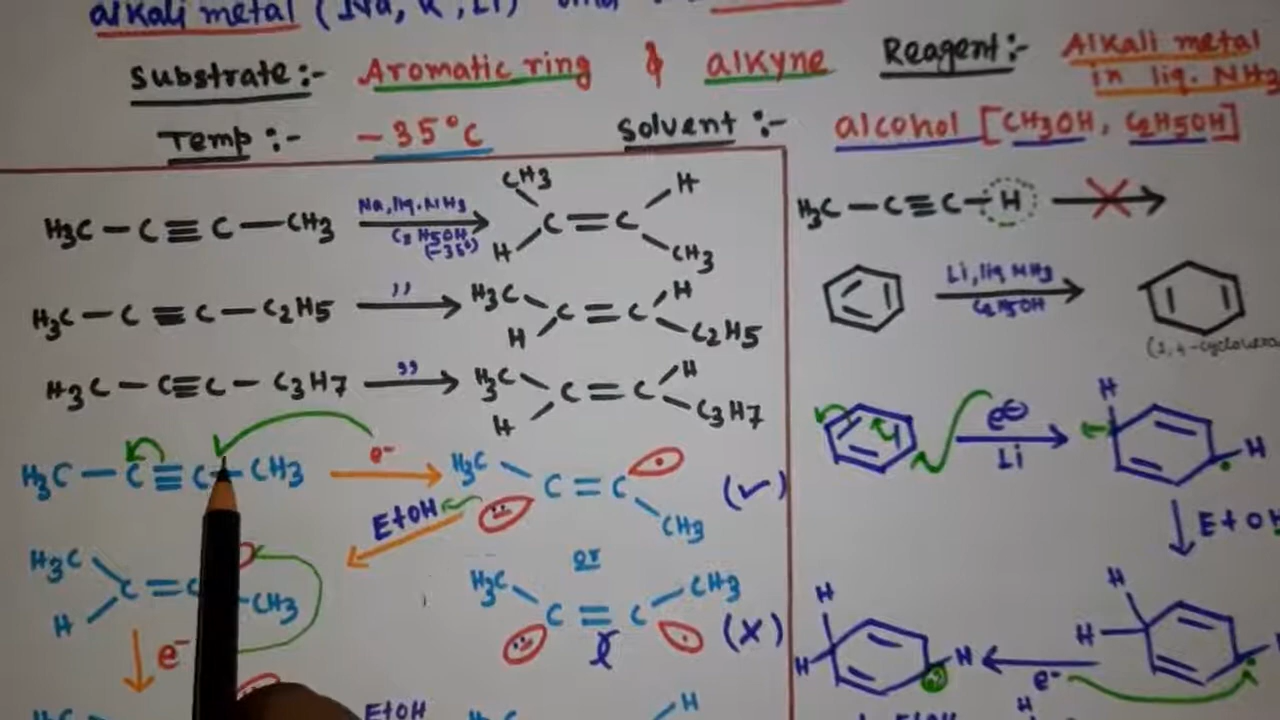 alkali metal (Na, K, Li)
Substrate:- Aromatic ring & alkyne
Reagent:- Alkali metal in liq. NH3
Temp:- -35°C
Solvent:- alcohol [CH3OH, C2H5OH]
H3C-C≡C-CH3 Na, liq. NH3 C2H5OH (-35°) CH3 H C=C H CH3
H3C-C≡C-C2H5 ,, H3C H C=C H C2H5
H3C-C≡C-C3H7 ,, H3C H C=C H C3H7
H3C-C≡C-CH3 e- H3C C=C CH3 (✓)
EtOH
or
H3C CH3 C=C (X)
H3C C=C H CH3
e-
EtOH H
H3C-C≡C-H
Li, liq NH3 C2H5OH
e⊖ Li H H
EtOH
H H H e- H H
H